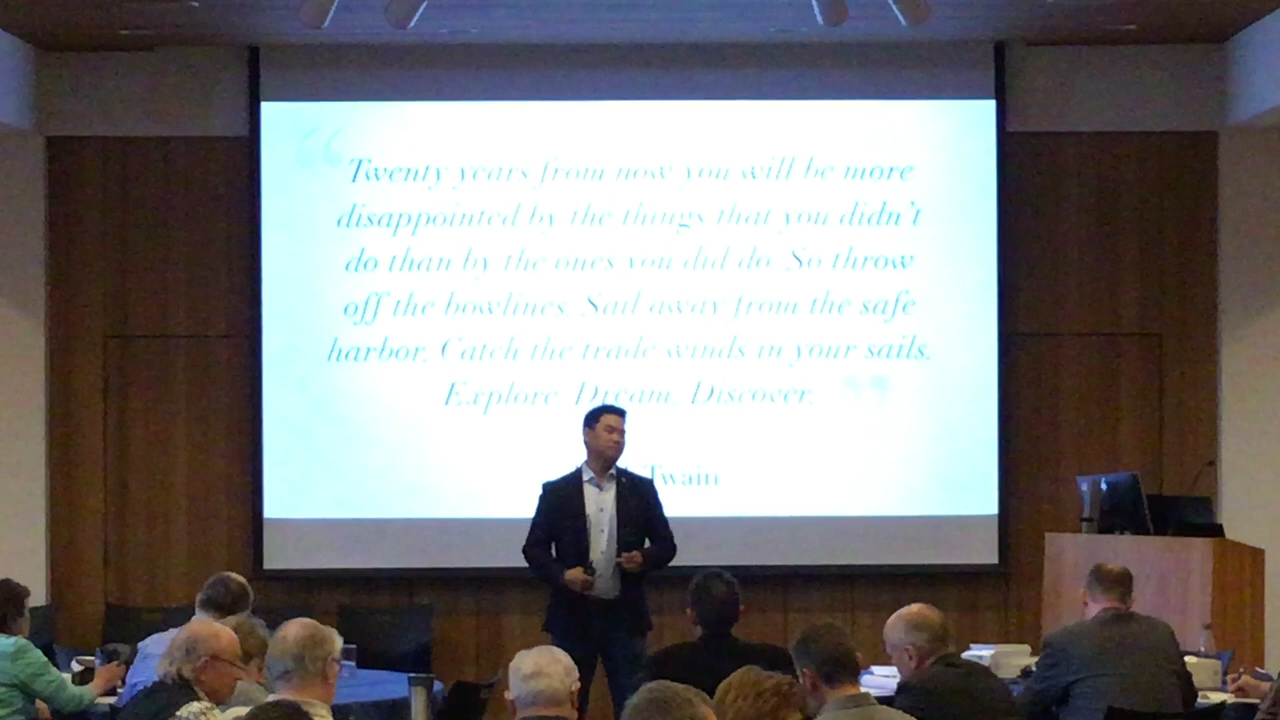 “Twenty years from now you will be more
disappointed by the things that you didn't
do than by the ones you did do. So throw
off the bowlines. Sail away from the safe
harbor. Catch the trade winds in your sails.
Explore. Dream. Discover.”
Twain